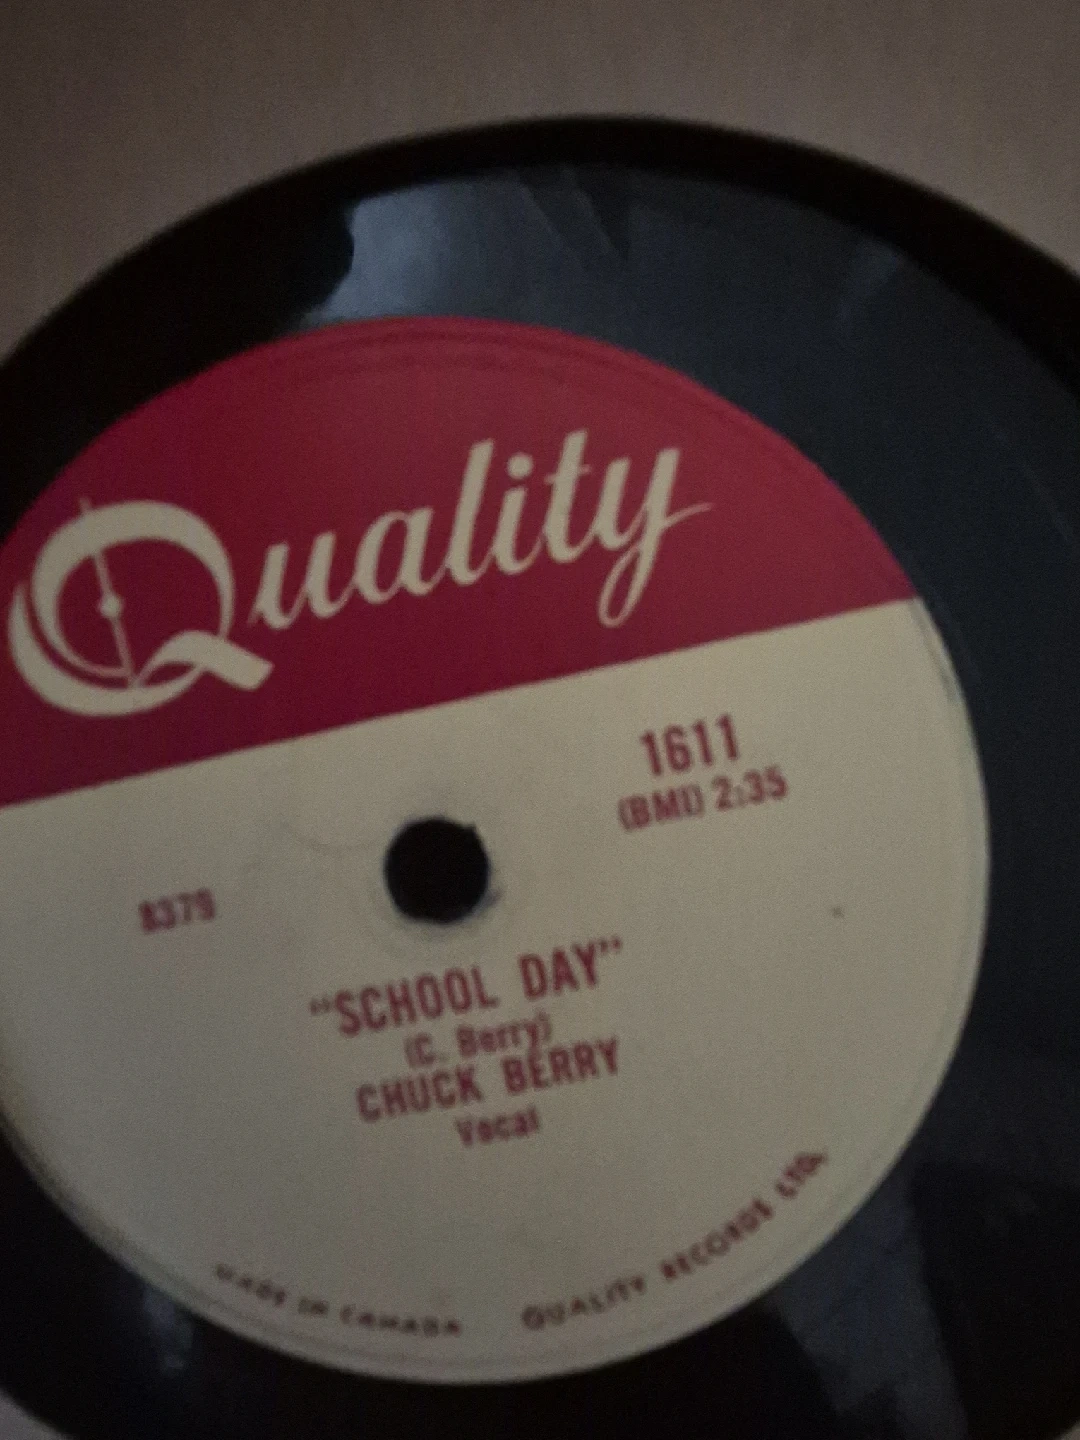 Quality
1611
(BMI) 2:35
8379
"SCHOOL DAY"
(C. Berry)
CHUCK BERRY
Vocal
MADE IN CANADA QUALITY RECORDS LTD.